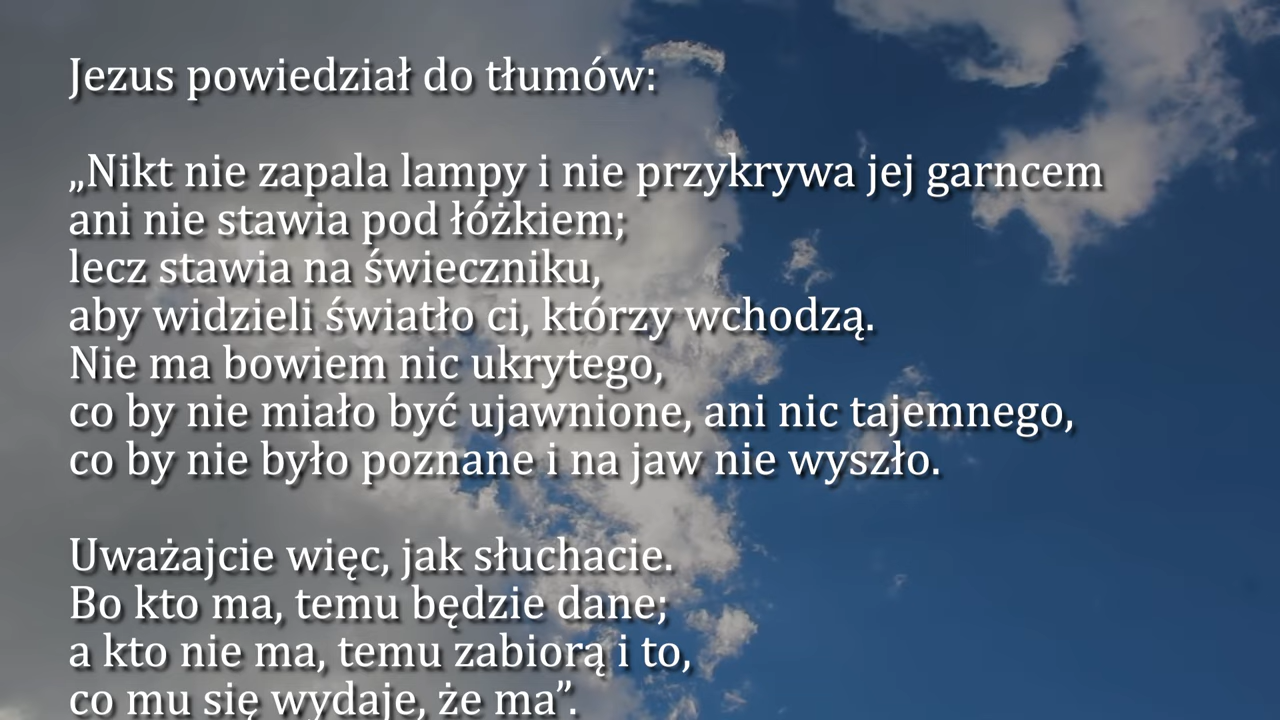 Jezus powiedział do tłumów:
„Nikt nie zapala lampy i nie przykrywa jej garncem
ani nie stawia pod łóżkiem;
lecz stawia na świeczniku,
aby widzieli światło ci, którzy wchodzą.
Nie ma bowiem nic ukrytego,
co by nie miało być ujawnione, ani nic tajemnego,
co by nie było poznane i na jaw nie wyszło.
Uważajcie więc, jak słuchacie.
Bo kto ma, temu będzie dane;
a kto nie ma, temu zabiorą i to,
co mu się wydaje, że ma”.